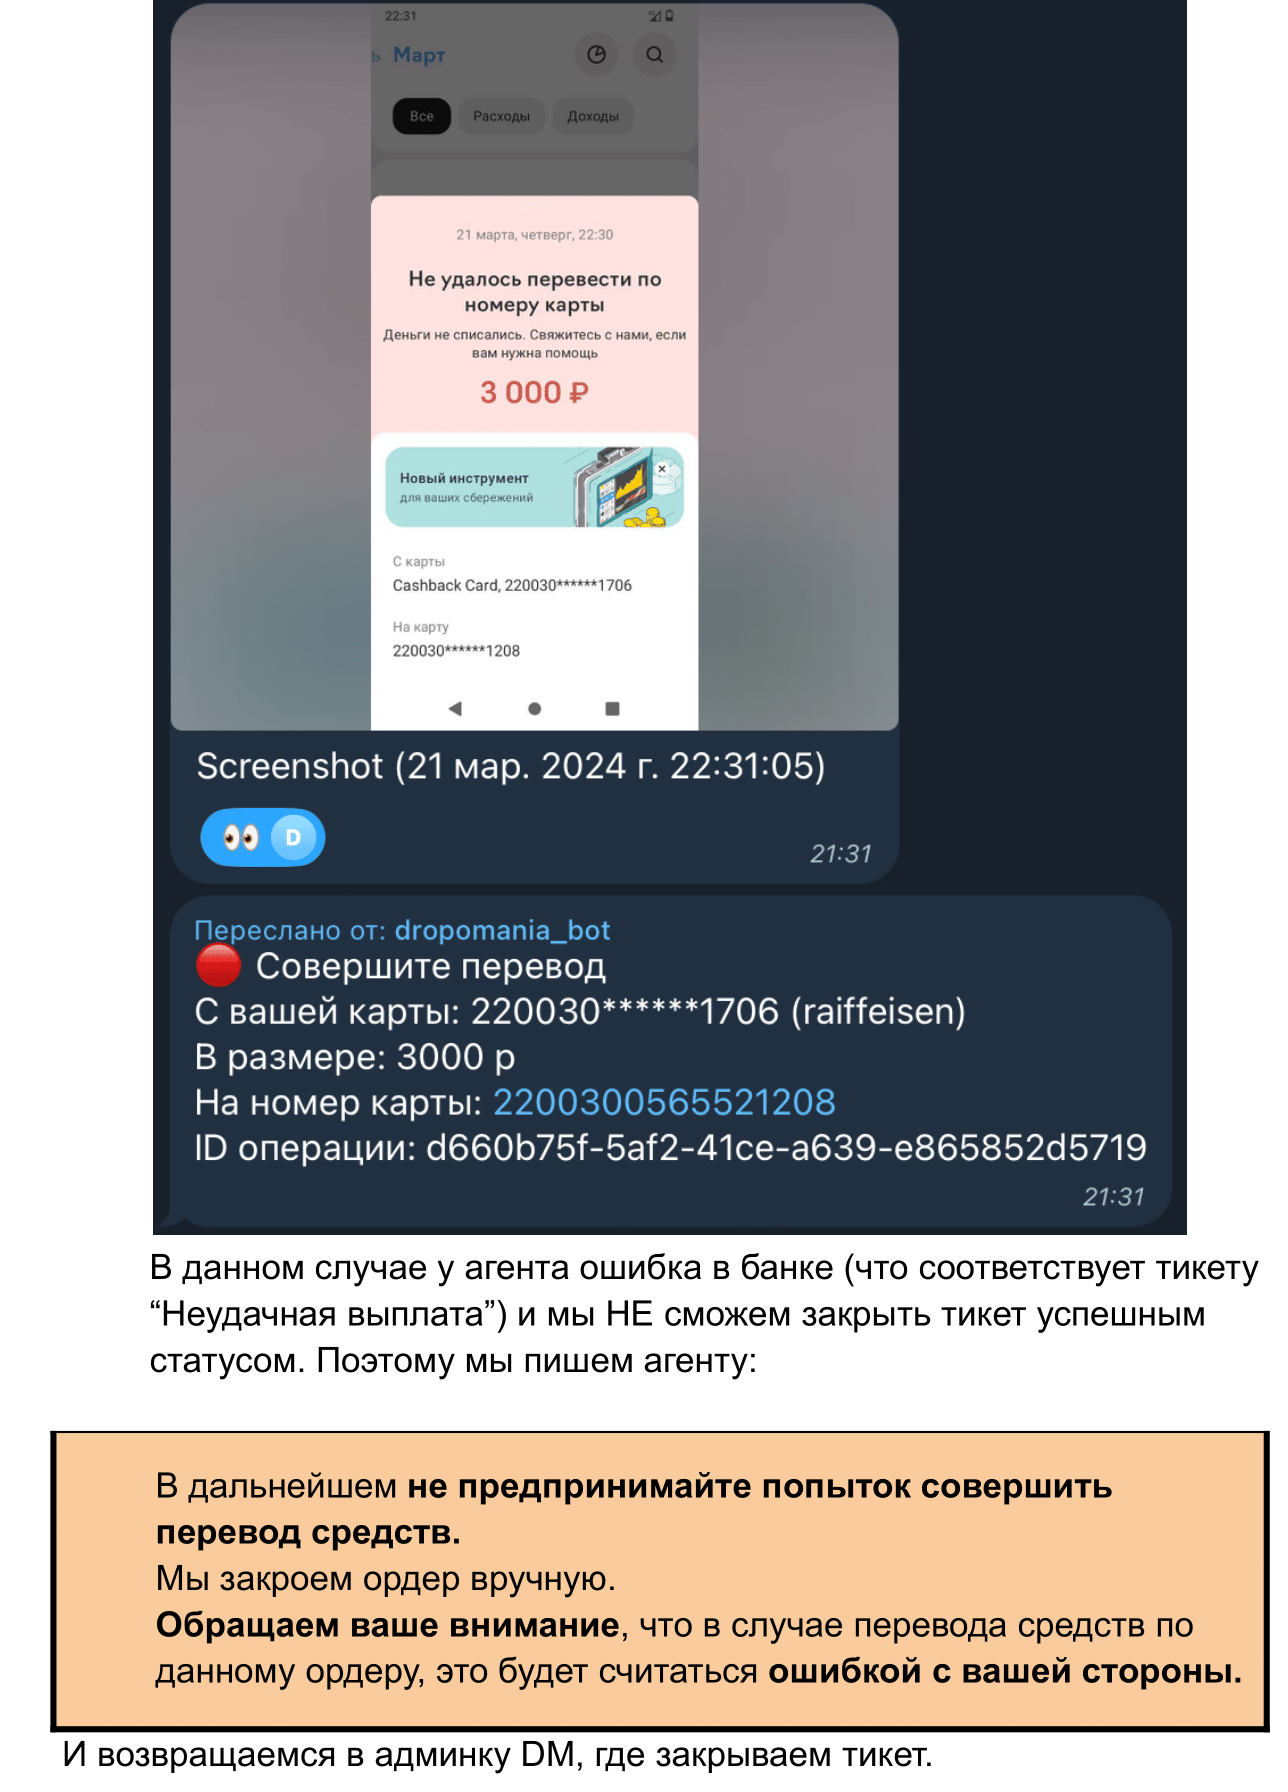 22:31
ь Март
Все Расходы Доходы
21 марта, четверг, 22:30
Не удалось перевести по
номеру карты
Деньги не списались. Свяжитесь с нами, если
вам нужна помощь
3 000 ₽
Новый инструмент
для ваших сбережений
С карты
Cashback Card, 220030******1706
На карту
220030******1208
Screenshot (21 мар. 2024 г. 22:31:05)
👀 D
21:31
Переслано от: dropomania_bot
🔴 Совершите перевод
С вашей карты: 220030******1706 (raiffeisen)
В размере: 3000 р
На номер карты: 2200300565521208
ID операции: d660b75f-5af2-41ce-a639-e865852d5719
21:31
В данном случае у агента ошибка в банке (что соответствует тикету
“Неудачная выплата”) и мы НЕ сможем закрыть тикет успешным
статусом. Поэтому мы пишем агенту:
В дальнейшем не предпринимайте попыток совершить
перевод средств.
Мы закроем ордер вручную.
Обращаем ваше внимание, что в случае перевода средств по
данному ордеру, это будет считаться ошибкой с вашей стороны.
И возвращаемся в админку DM, где закрываем тикет.